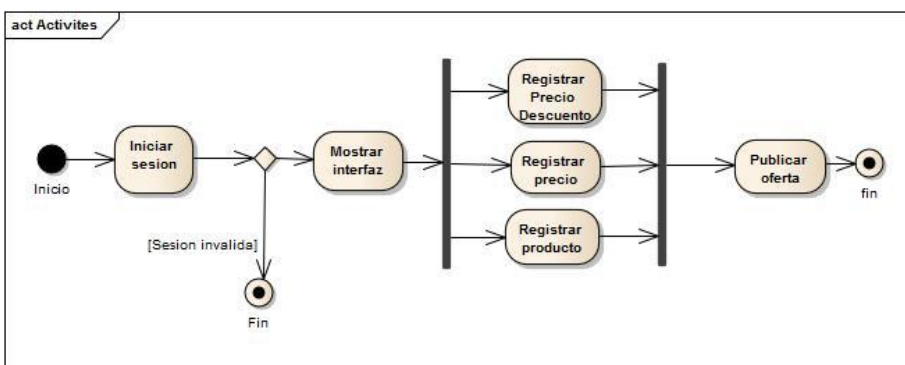 act Activites
Inicio
Iniciar
sesion
[Sesion invalida]
Fin
Mostrar
interfaz
Registrar
Precio
Descuento
Registrar
precio
Registrar
producto
Publicar
oferta
fin